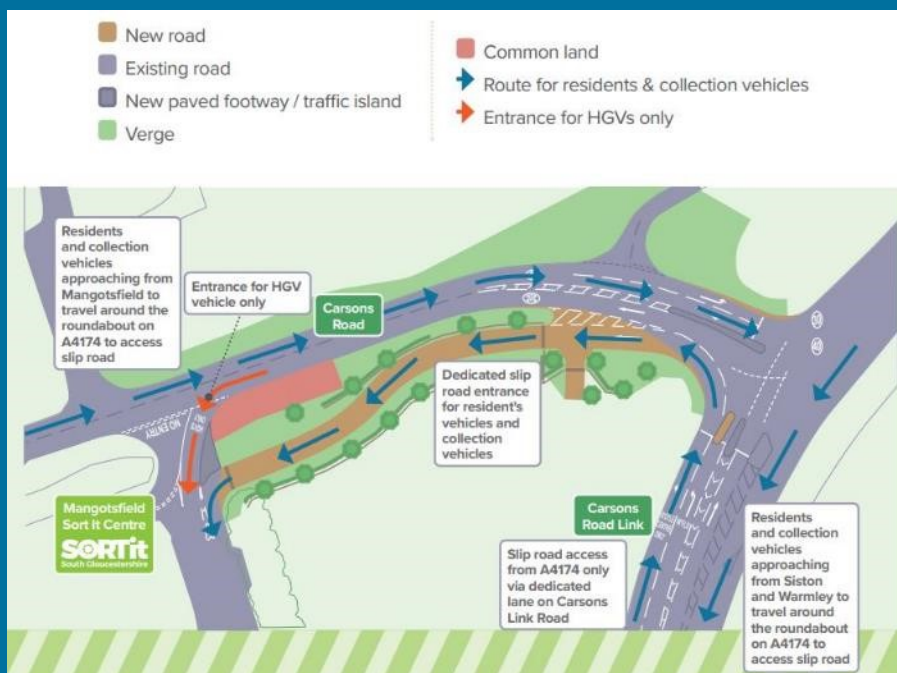 New road
Existing road
New paved footway / traffic island
Verge
Common land
Route for residents & collection vehicles
Entrance for HGVs only
Residents
and collection
vehicles
approaching from
Mangotsfield to
travel around the
roundabout on
A4174 to access
slip road
Entrance for HGV
vehicle only
Carsons
Road
NO ENTRY
Dedicated slip
road entrance
for resident's
vehicles and
collection
vehicles
Mangotsfield
Sort It Centre
SORTit
South Gloucestershire
Carsons
Road Link
Slip road access
from A4174 only
via dedicated
lane on Carsons
Link Road
Residents
and collection
vehicles
approaching
from Siston
and Warmley to
travel around
the roundabout
on A4174 to
access slip road